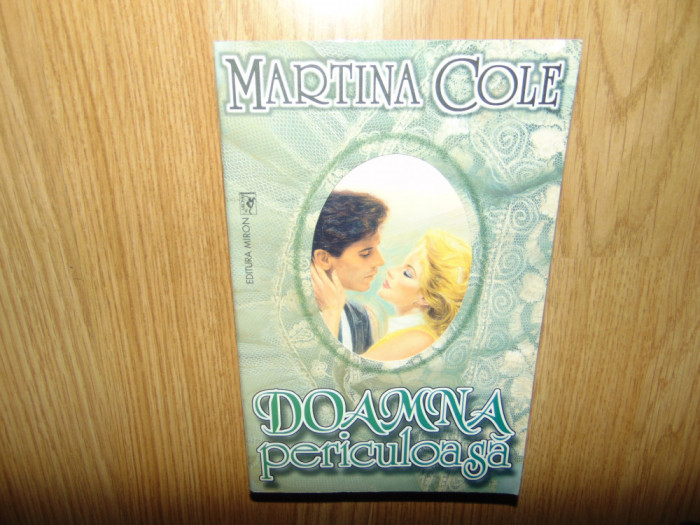 MARTINA COLE
EDITURA MIRON
DOAMNA
periculoasă